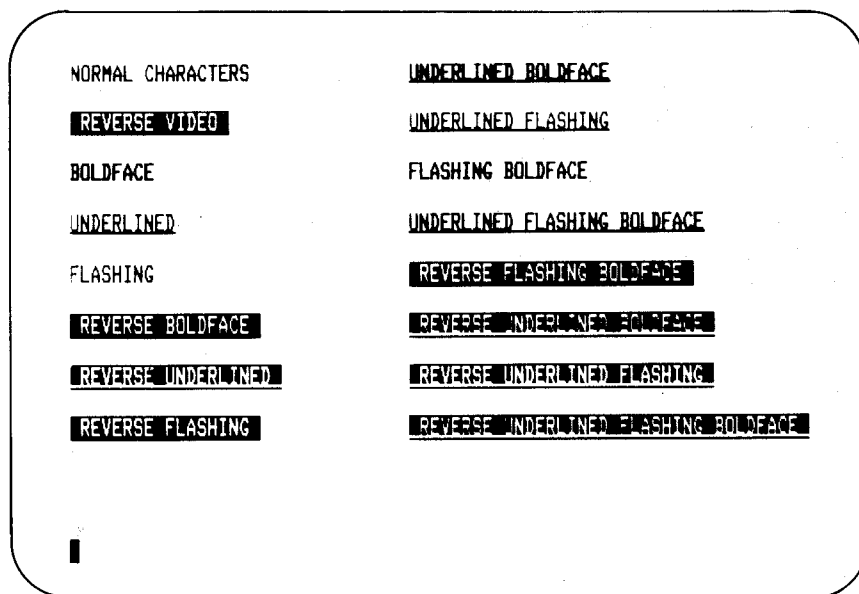 NORMAL CHARACTERS
REVERSE VIDEO
BOLDFACE
UNDERLINED
FLASHING
REVERSE BOLDFACE
REVERSE UNDERLINED
REVERSE FLASHING
UNDERLINED BOLDFACE
UNDERLINED FLASHING
FLASHING BOLDFACE
UNDERLINED FLASHING BOLDFACE
REVERSE FLASHING BOLDFACE
REVERSE UNDERLINED BOLDFACE
REVERSE UNDERLINED FLASHING
REVERSE UNDERLINED FLASHING BOLDFACE